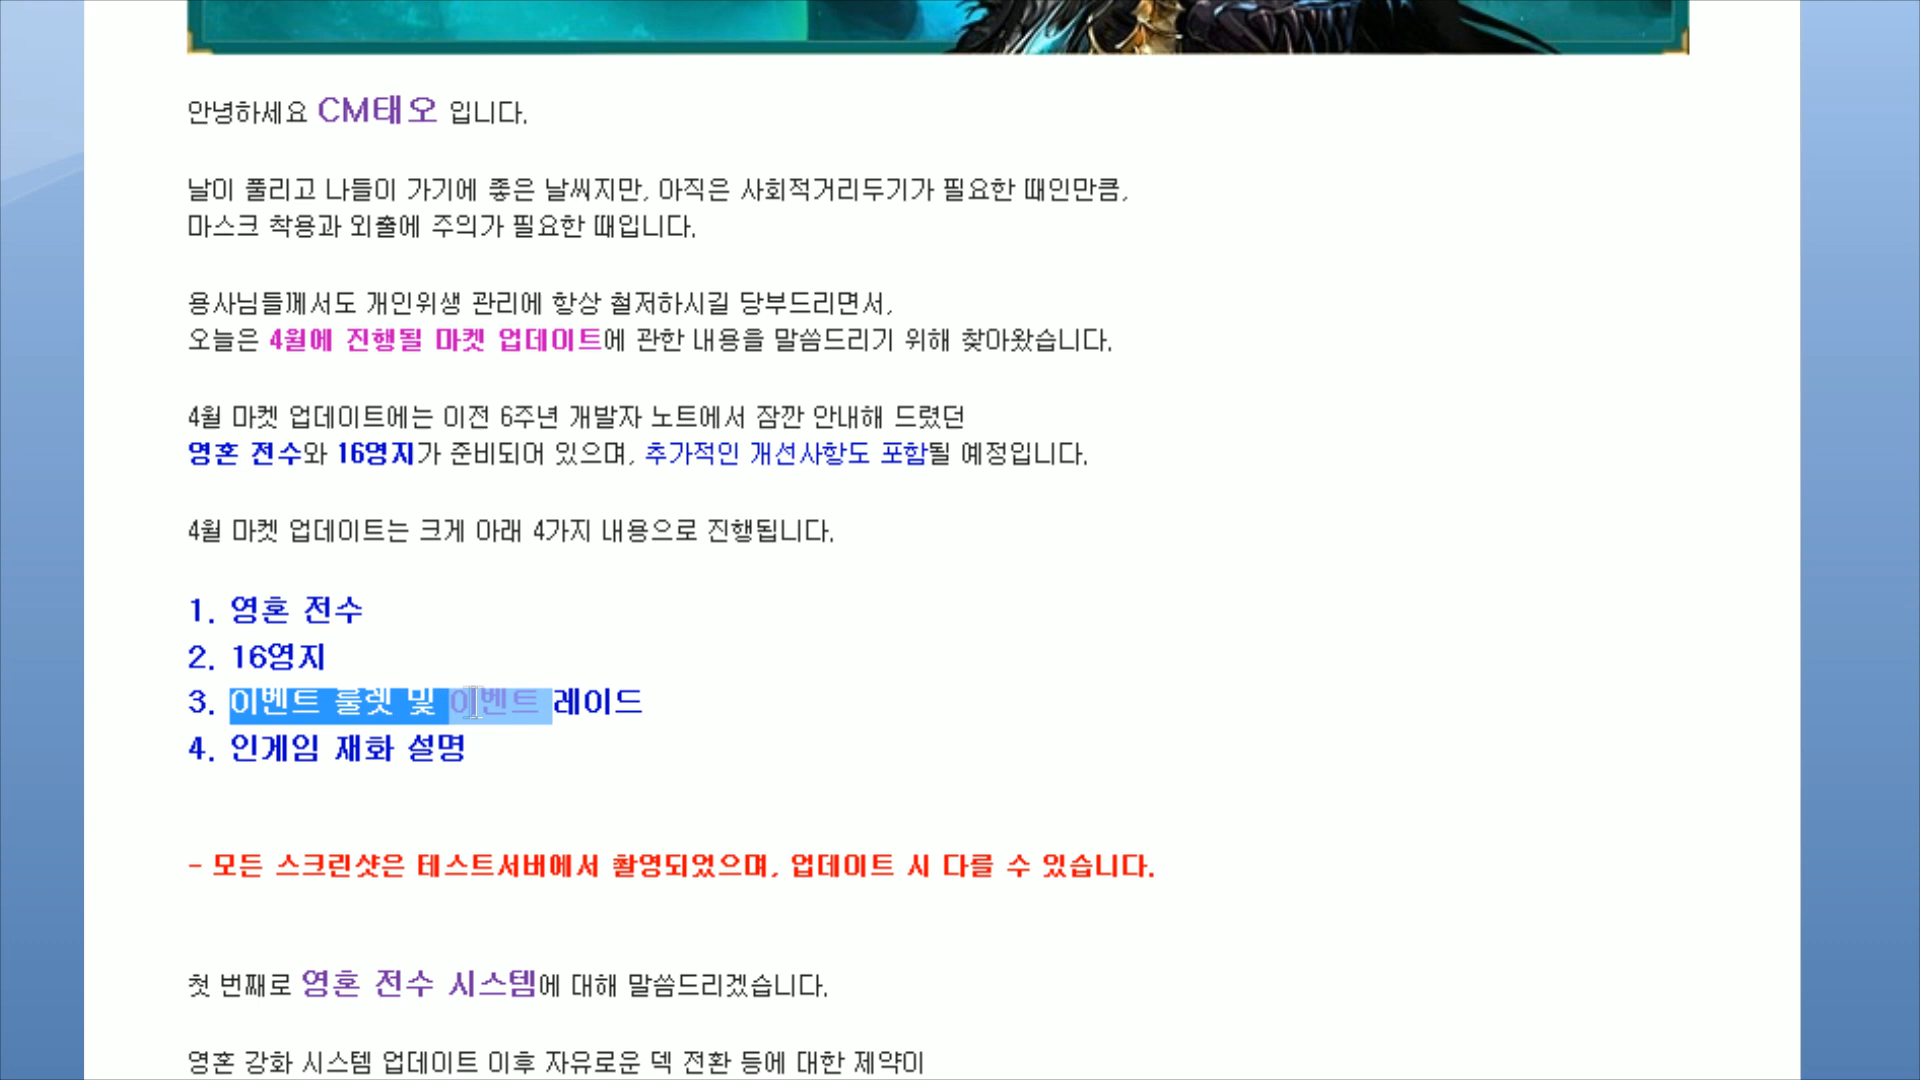 안녕하세요 CM태오 입니다.
날이 풀리고 나들이 가기에 좋은 날씨지만, 아직은 사회적거리두기가 필요한 때인만큼,
마스크 착용과 외출에 주의가 필요한 때입니다.
용사님들께서도 개인위생 관리에 항상 철저하시길 당부드리면서,
오늘은 4월에 진행될 마켓 업데이트에 관한 내용을 말씀드리기 위해 찾아왔습니다.
4월 마켓 업데이트에는 이전 6주년 개발자 노트에서 잠깐 안내해 드렸던
영혼 전수와 16영지가 준비되어 있으며, 추가적인 개선사항도 포함될 예정입니다.
4월 마켓 업데이트는 크게 아래 4가지 내용으로 진행됩니다.
1. 영혼 전수
2. 16영지
3. 이벤트 룰렛 및 이벤트 레이드
4. 인게임 재화 설명
- 모든 스크린샷은 테스트서버에서 촬영되었으며, 업데이트 시 다를 수 있습니다.
첫 번째로 영혼 전수 시스템에 대해 말씀드리겠습니다.
영혼 강화 시스템 업데이트 이후 자유로운 덱 전환 등에 대한 제약이